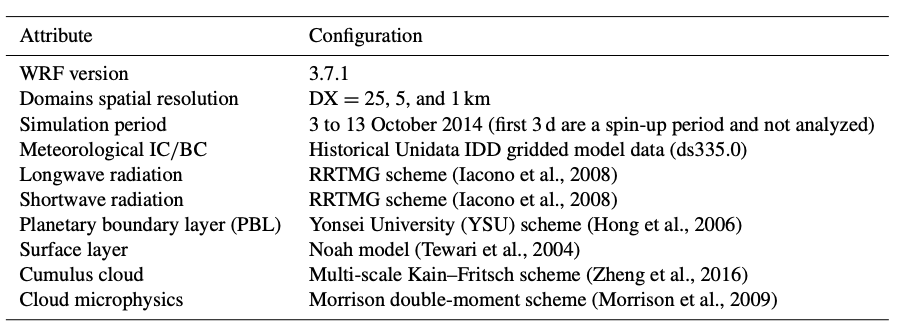 Attribute Configuration
WRF version 3.7.1
Domains spatial resolution DX = 25, 5, and 1 km
Simulation period 3 to 13 October 2014 (first 3 d are a spin-up period and not analyzed)
Meteorological IC/BC Historical Unidata IDD gridded model data (ds335.0)
Longwave radiation RRTMG scheme (Iacono et al., 2008)
Shortwave radiation RRTMG scheme (Iacono et al., 2008)
Planetary boundary layer (PBL) Yonsei University (YSU) scheme (Hong et al., 2006)
Surface layer Noah model (Tewari et al., 2004)
Cumulus cloud Multi-scale Kain–Fritsch scheme (Zheng et al., 2016)
Cloud microphysics Morrison double-moment scheme (Morrison et al., 2009)